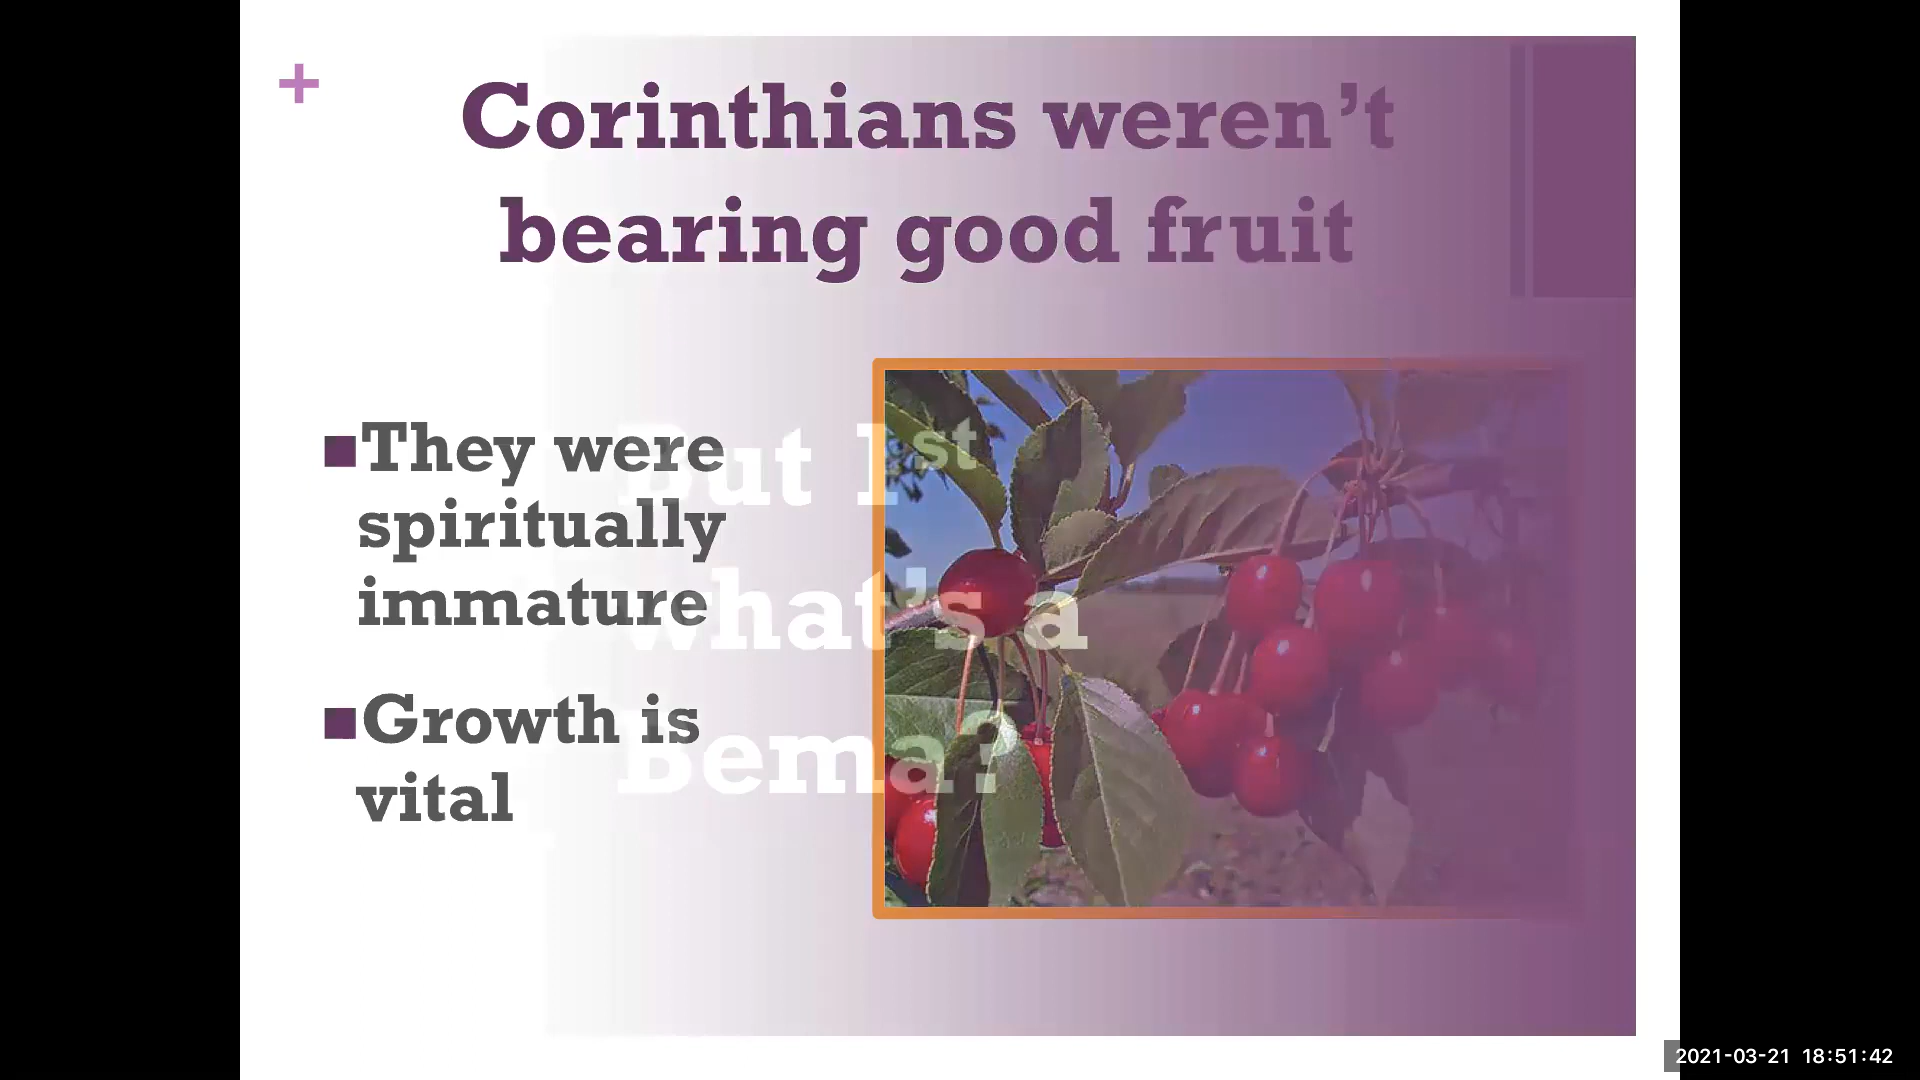 +
Corinthians weren’t
bearing good fruit
■They were
spiritually
immature
■Growth is
vital
But 1st
what’s a
Bema?
2021-03-21 18:51:42